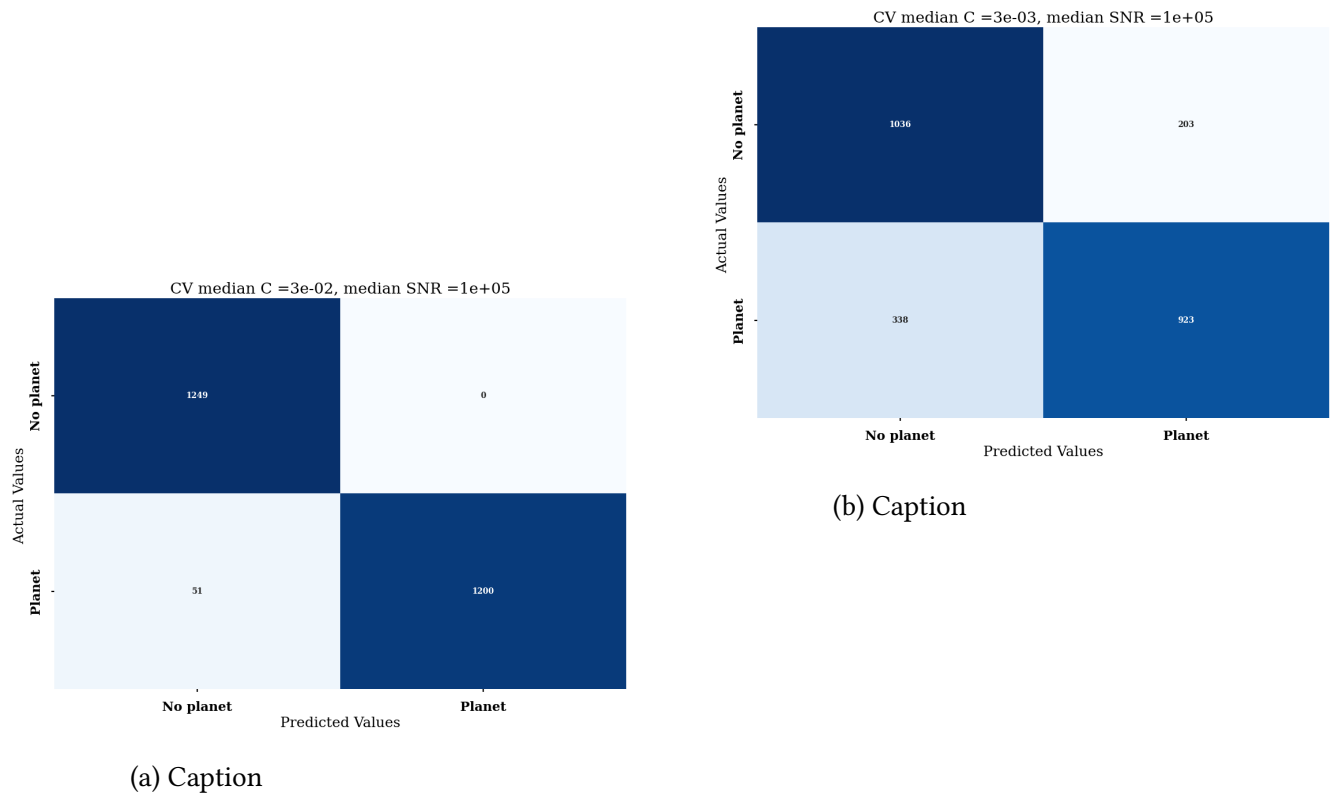 CV median C =3e-02, median SNR =1e+05
No planet
1249
0
Actual Values
Planet
51
1200
No planet
Planet
Predicted Values
(a) Caption
CV median C =3e-03, median SNR =1e+05
No planet
1036
203
Actual Values
Planet
338
923
No planet
Planet
Predicted Values
(b) Caption